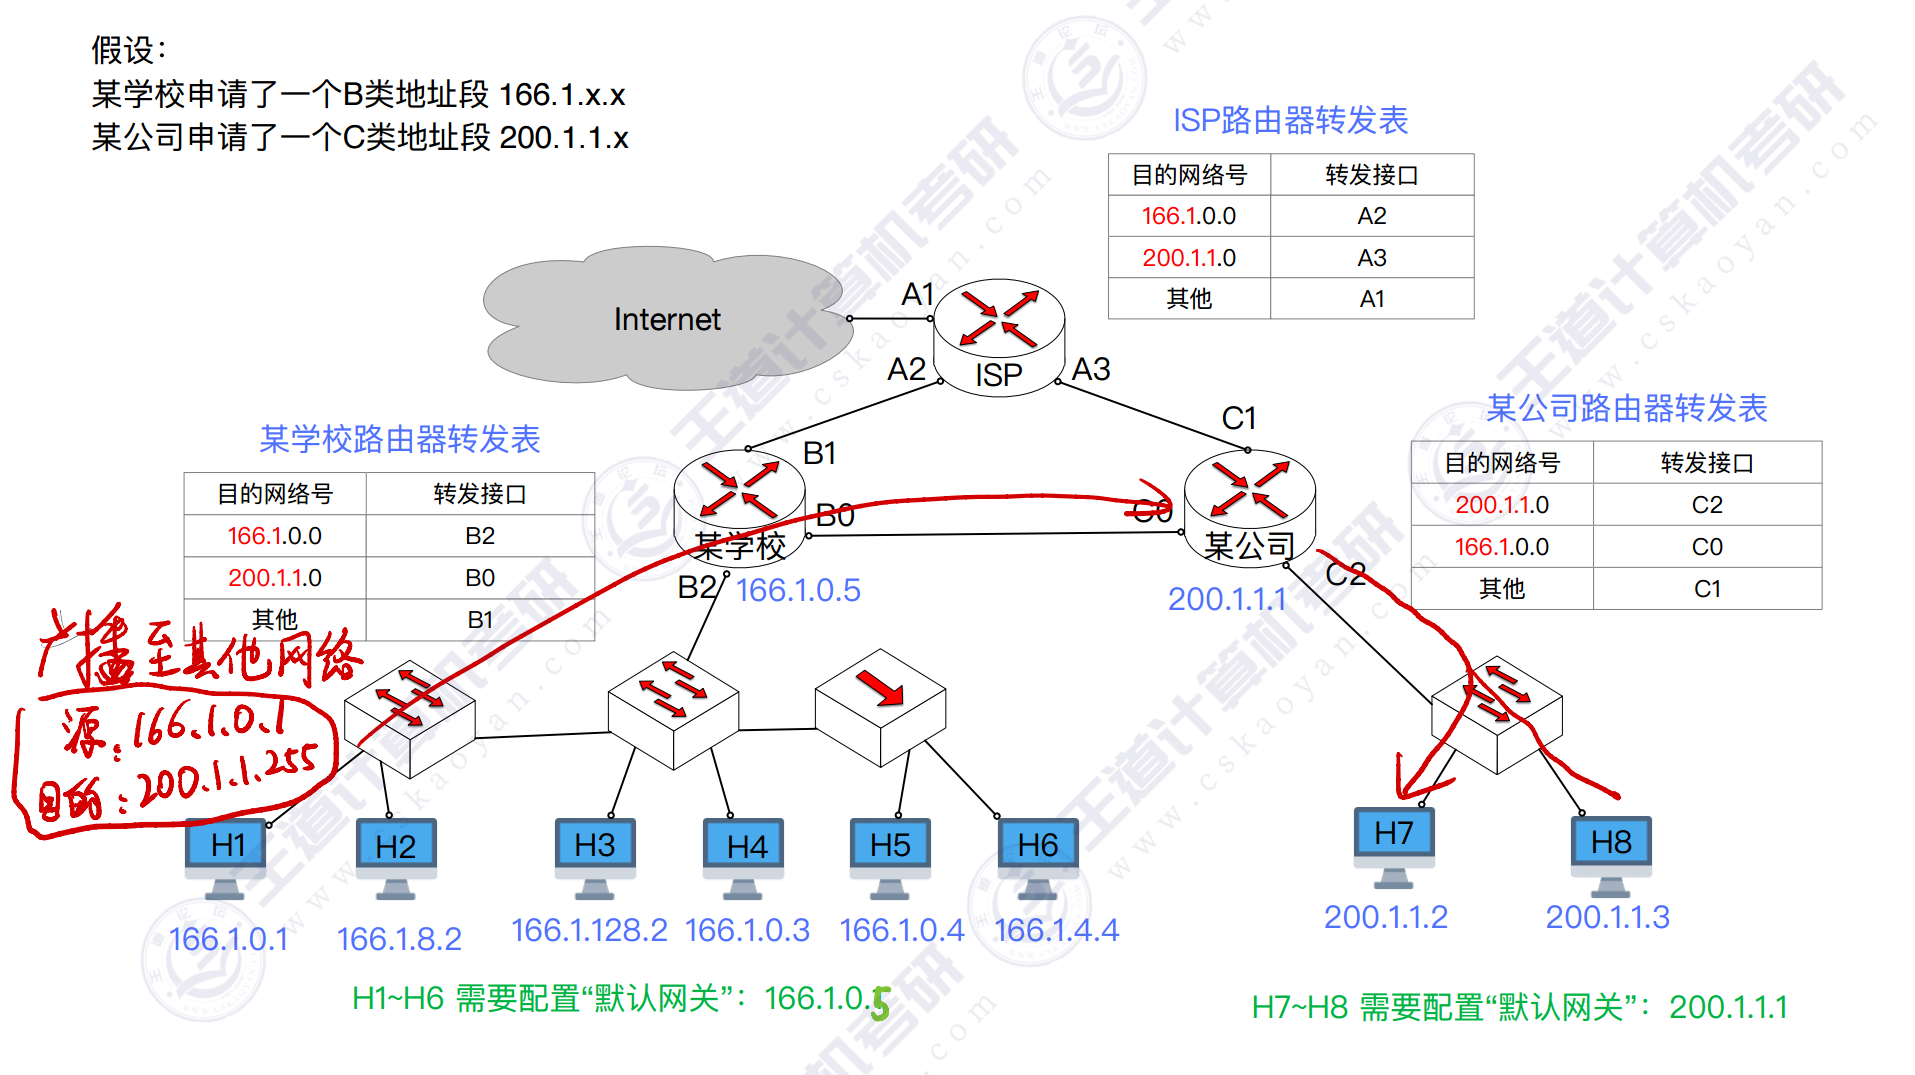 假设：
某学校申请了一个B类地址段 166.1.x.x
某公司申请了一个C类地址段 200.1.1.x
ISP路由器转发表
目的网络号 转发接口
166.1.0.0 A2
200.1.1.0 A3
其他 A1
Internet
A1
ISP
A2
A3
某学校路由器转发表
目的网络号 转发接口
166.1.0.0 B2
200.1.1.0 B0
其他 B1
B1
B0
某学校
B2
166.1.0.5
C1
C0
某公司
C2
200.1.1.1
某公司路由器转发表
目的网络号 转发接口
200.1.1.0 C2
166.1.0.0 C0
其他 C1
广播至其他网络
源：166.1.0.1
目的：200.1.1.255
H1 H2 H3 H4 H5 H6 H7 H8
166.1.0.1 166.1.8.2 166.1.128.2 166.1.0.3 166.1.0.4 166.1.4.4 200.1.1.2 200.1.1.3
H1~H6 需要配置“默认网关”：166.1.0.5
H7~H8 需要配置“默认网关”：200.1.1.1
王道计算机考研
www.cskaoyan.com